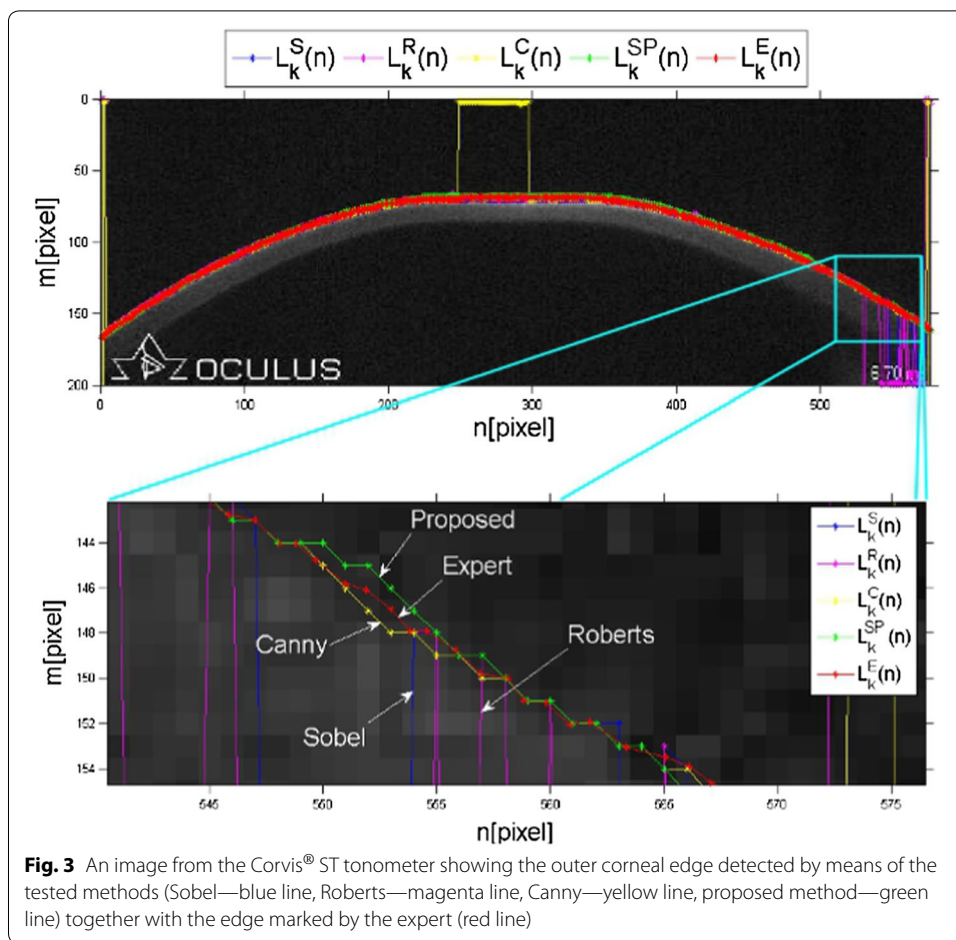 L_k^S(n) L_k^R(n) L_k^C(n) L_k^SP(n) L_k^E(n)
0
50
100
150
200
m[pixel]
OCULUS
6.70
0 100 200 300 400 500
n[pixel]
Proposed
Expert
Canny
Roberts
Sobel
L_k^S(n)
L_k^R(n)
L_k^C(n)
L_k^SP(n)
L_k^E(n)
144
146
148
150
152
154
m[pixel]
545 550 555 560 565 570 575
n[pixel]
Fig. 3 An image from the Corvis® ST tonometer showing the outer corneal edge detected by means of the
tested methods (Sobel—blue line, Roberts—magenta line, Canny—yellow line, proposed method—green
line) together with the edge marked by the expert (red line)